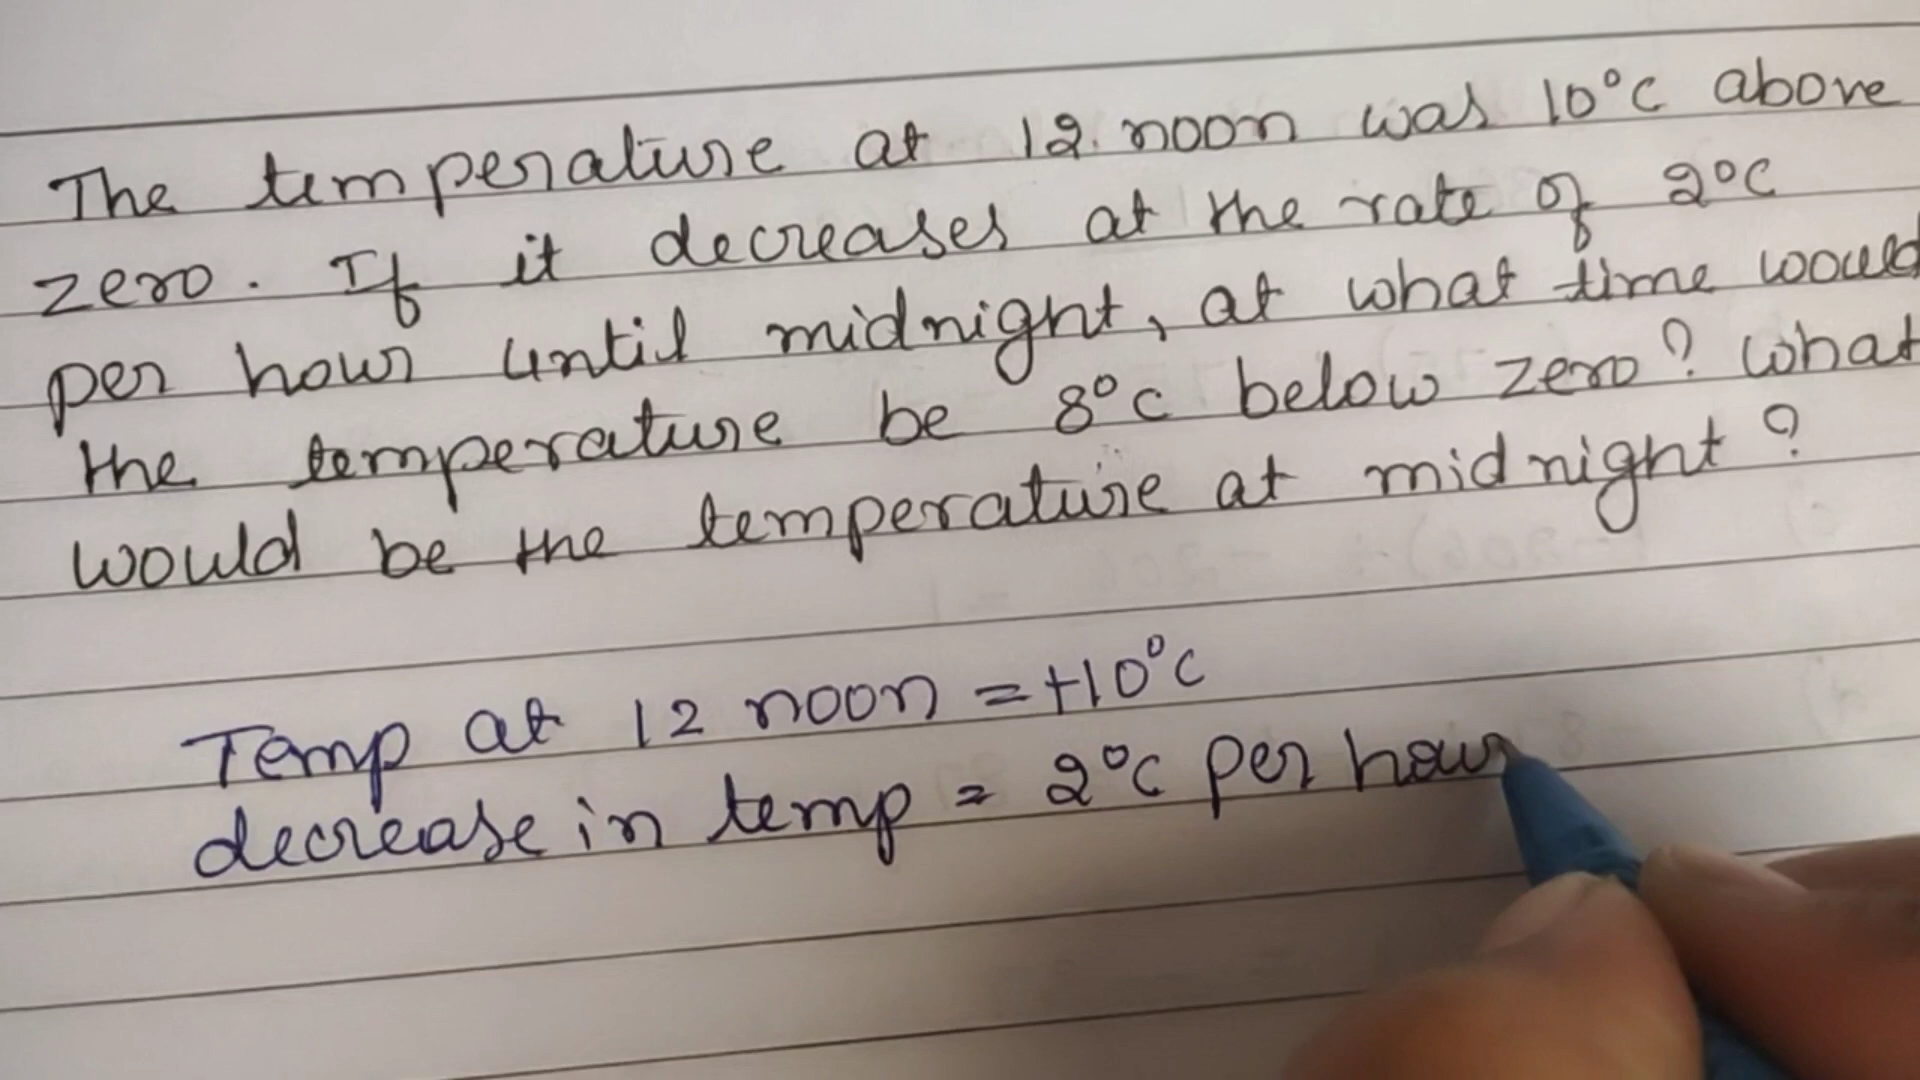 The temperature at 12 noon was 10°C above
zero. If it decreases at the rate of 2°C
per hour until midnight, at what time would
the temperature be 8°C below zero? What
would be the temperature at midnight?
Temp at 12 noon = +10°C
decrease in temp = 2°C per hour